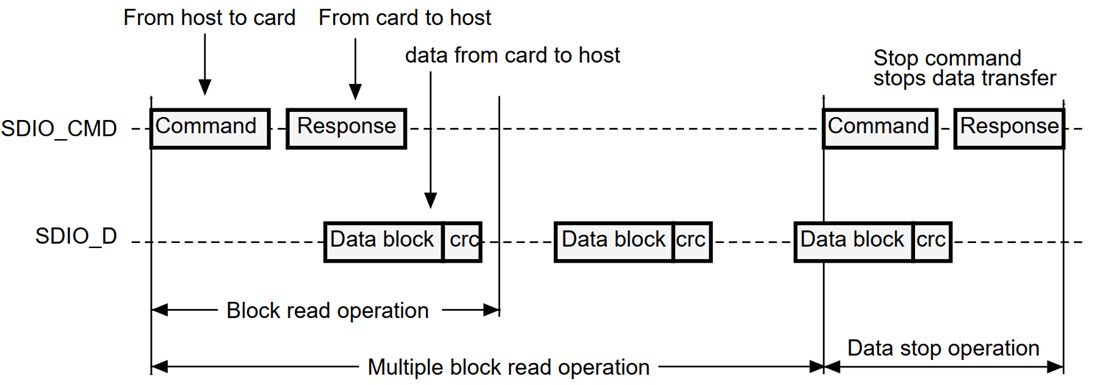 From host to card
From card to host
data from card to host
Stop command
stops data transfer
SDIO_CMD
Command
Response
Command
Response
SDIO_D
Data block
crc
Data block
crc
Data block
crc
Block read operation
Data stop operation
Multiple block read operation